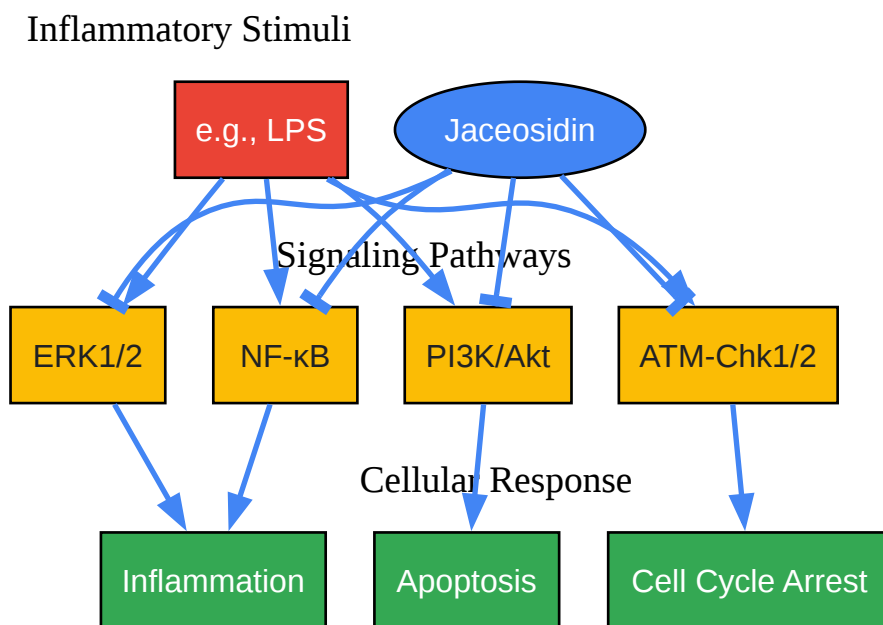 Inflammatory Stimuli
e.g., LPS
Jaceosidin
Signaling Pathways
ERK1/2
NF-κB
PI3K/Akt
ATM-Chk1/2
Cellular Response
Inflammation
Apoptosis
Cell Cycle Arrest